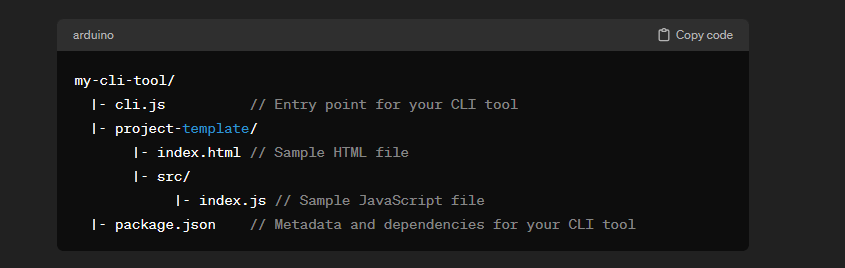 arduino
Copy code
my-cli-tool/
|- cli.js // Entry point for your CLI tool
|- project-template/
|- index.html // Sample HTML file
|- src/
|- index.js // Sample JavaScript file
|- package.json // Metadata and dependencies for your CLI tool